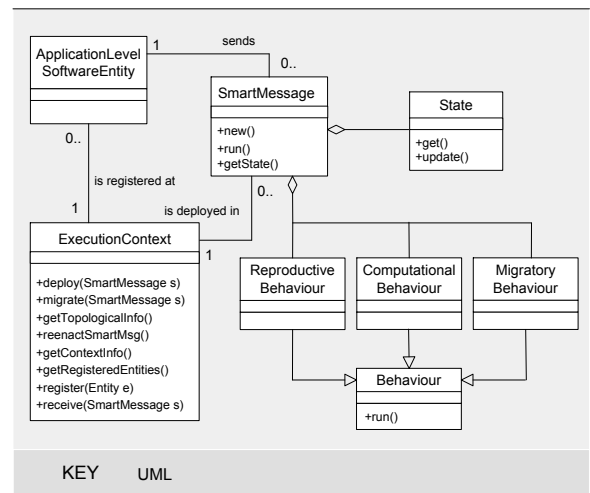 ApplicationLevel
SoftwareEntity
1
sends
0..
SmartMessage
+new()
+run()
+getState()
State
+get()
+update()
0..
is registered at
1
0..
is deployed in
1
ExecutionContext
+deploy(SmartMessage s)
+migrate(SmartMessage s)
+getTopologicalInfo()
+reenactSmartMsg()
+getContextInfo()
+getRegisteredEntities()
+register(Entity e)
+receive(SmartMessage s)
Reproductive
Behaviour
Computational
Behaviour
Migratory
Behaviour
Behaviour
+run()
KEY UML